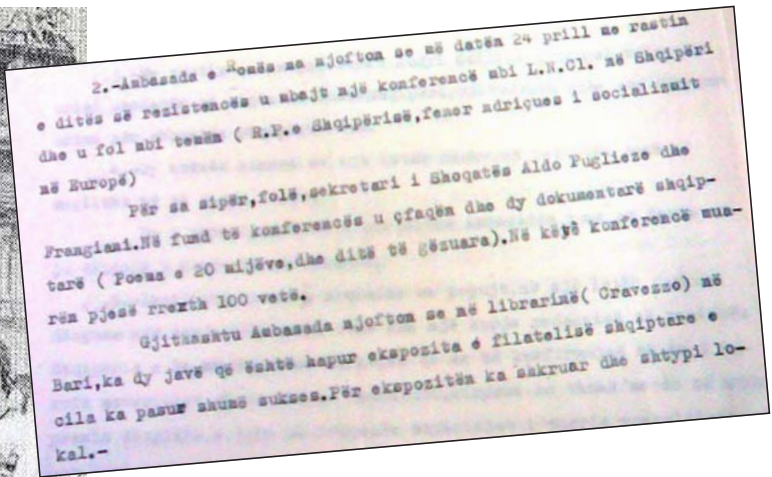 2.-Ambasada e Romës na njofton se më datën 24 prill me rastin
e ditës së rezistencës u mbajt një konferencë mbi L.N.Cl. në Shqipëri
dhe u fol mbi temën ( R.P.e Shqipërisë,fener ndriçues i socializmit
në Europë)
Për sa sipër,folë,sekretari i Shoqatës Aldo Puglieze dhe
Frangiani.Në fund të konferencës u çfaqën dhe dy dokumentarë shqip-
tarë ( Poema e 20 mijëve,dhe ditë të gëzuara).Në këtë konferencë mua-
rën pjesë rrexth 100 vetë.
Gjithashtu Ambasada njofton se në librarinë( Cravezzo) në
Bari,ka dy javë që është hapur ekspozita e filatelisë shqiptare e
cila ka pasur shumë sukses.Për ekspozitën ka shkruar dhe shtypi lo-
kal.-